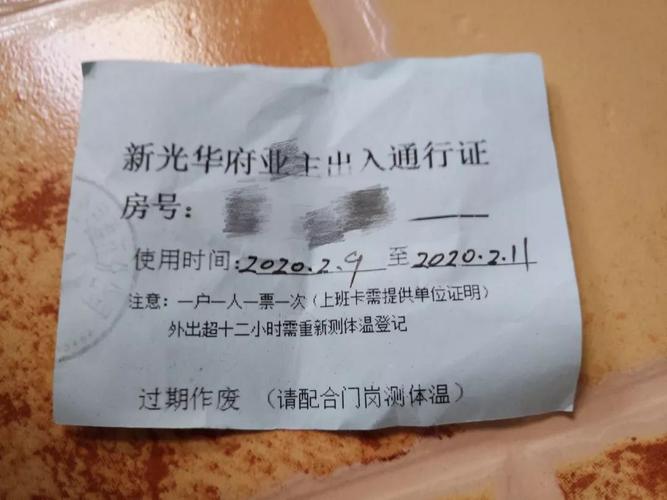 新光华府业主出入通行证
房号：
使用时间：2020.2.9 至 2020.2.11
注意：一户一人一票一次（上班卡需提供单位证明）
外出超十二小时需重新测体温登记
过期作废 （请配合门岗测体温）